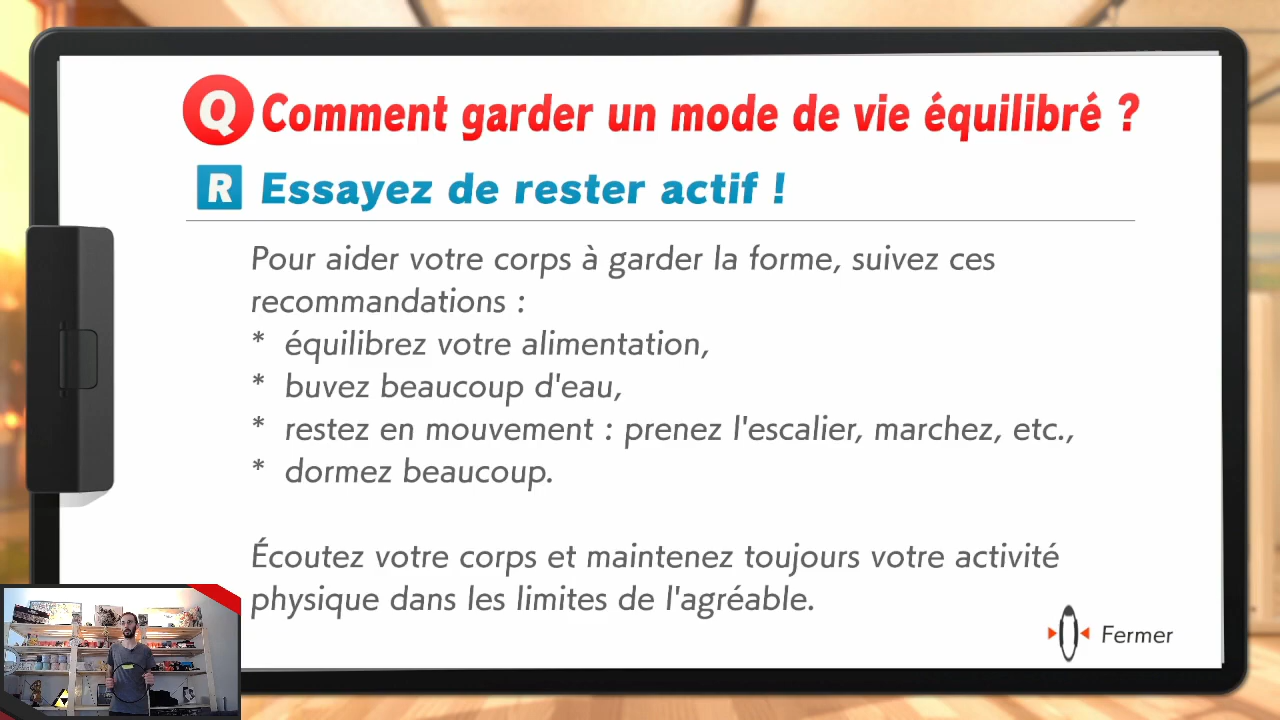 Q Comment garder un mode de vie équilibré ?
R Essayez de rester actif !
Pour aider votre corps à garder la forme, suivez ces
recommandations :
* équilibrez votre alimentation,
* buvez beaucoup d'eau,
* restez en mouvement : prenez l'escalier, marchez, etc.,
* dormez beaucoup.
Écoutez votre corps et maintenez toujours votre activité
physique dans les limites de l'agréable.
Fermer